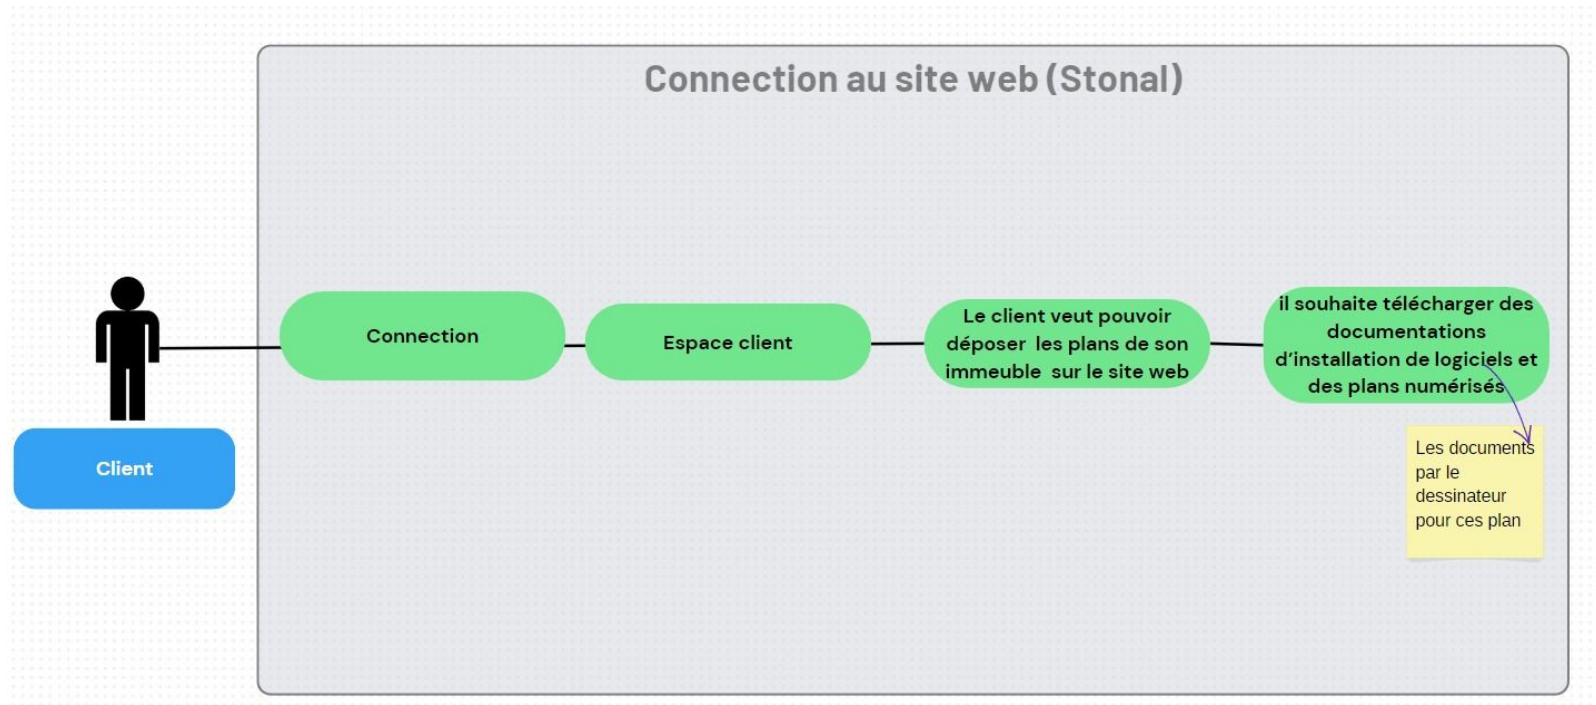 Connection au site web (Stonal)
Client
Connection
Espace client
Le client veut pouvoir
déposer les plans de son
immeuble sur le site web
il souhaite télécharger des
documentations
d’installation de logiciels et
des plans numérisés
Les documents
par le
dessinateur
pour ces plan